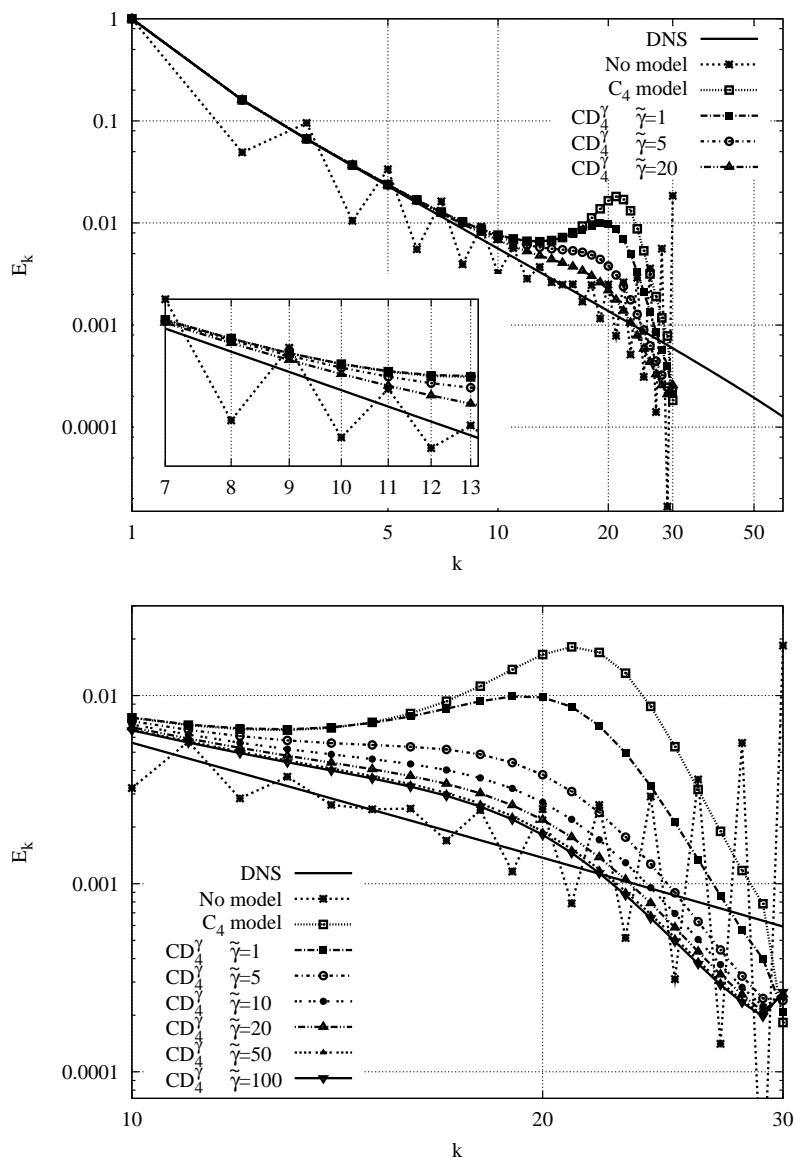 1
0.1
0.01
0.001
0.0001
E_k
DNS
No model
C_4 model
CD_4^γ γ̃=1
CD_4^γ γ̃=5
CD_4^γ γ̃=20
7 8 9 10 11 12 13
1 5 10 20 30 50
k
0.01
0.001
0.0001
E_k
DNS
No model
C_4 model
CD_4^γ γ̃=1
CD_4^γ γ̃=5
CD_4^γ γ̃=10
CD_4^γ γ̃=20
CD_4^γ γ̃=50
CD_4^γ γ̃=100
10 20 30
k